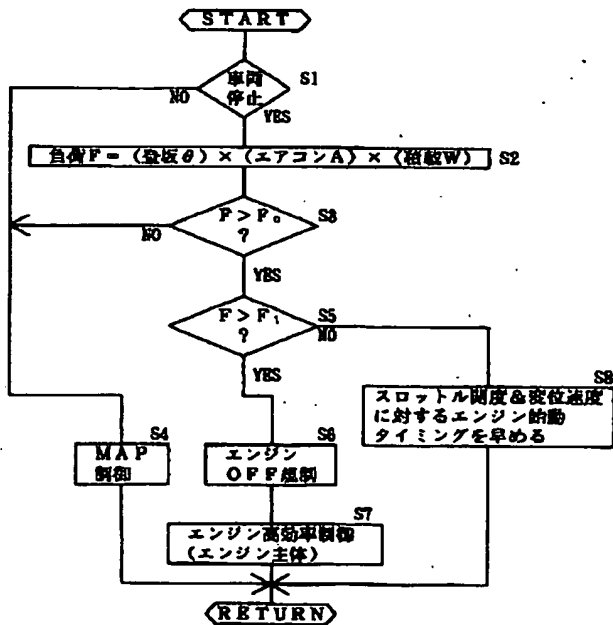 START
車両
停止
S1
NO
YES
負荷F=(登坂θ)×(エアコンA)×(積載W)
S2
F>F₀
?
S3
NO
YES
F>F₁
?
S5
NO
YES
S8
スロットル開度&変位速度
に対するエンジン始動
タイミングを早める
S4
MAP
制御
S6
エンジン
OFF規制
S7
エンジン高効率制御
(エンジン主体)
RETURN